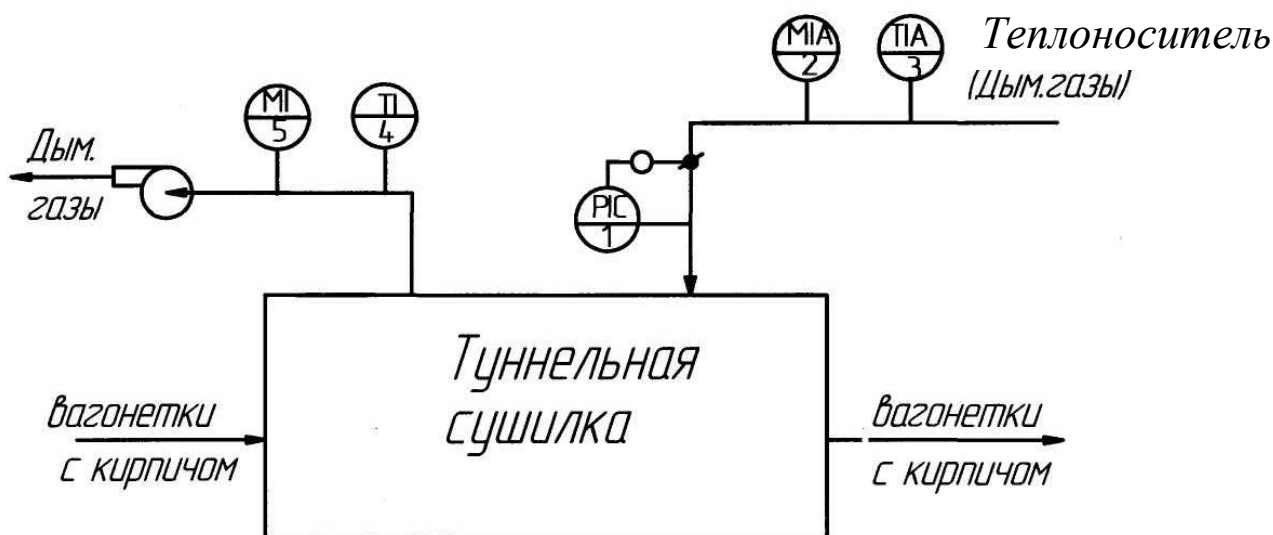 MIA
2
TIA
3
Теплоноситель
(Дым.газы)
MI
5
TI
4
Дым.
газы
PIC
1
Туннельная
сушилка
вагонетки
с кирпичом
вагонетки
с кирпичом